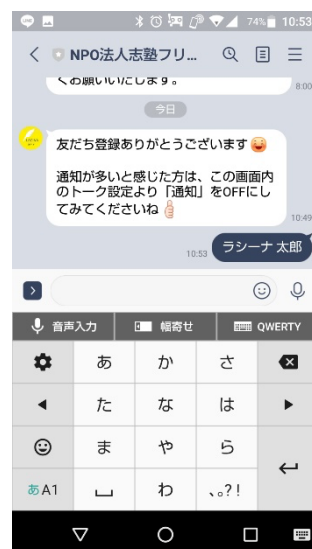 74% 10:53
NPO法人志塾フリ...
くお願いいたします。
8:00
今日
友だち登録ありがとうございます
通知が多いと感じた方は、この画面内
のトーク設定より「通知」をOFFにし
てみてくださいね
10:49
10:53 ラシーナ 太郎
音声入力 幅寄せ QWERTY
あ か さ
た な は
ま や ら
あA1 わ 、。?!